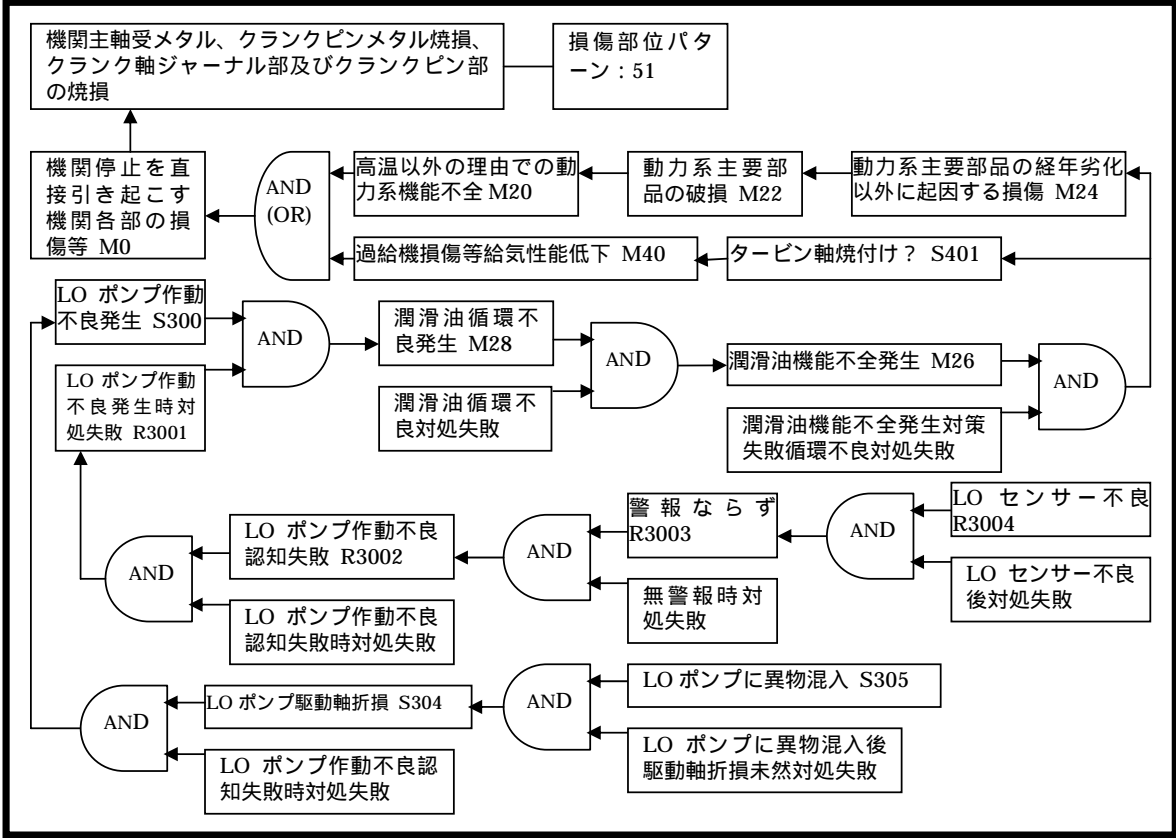 機関主軸受メタル、クランクピンメタル焼損、
クランク軸ジャーナル部及びクランクピン部
の焼損
損傷部位パタ
ーン：51
機関停止を直
接引き起こす
機関各部の損
傷等 M0
AND
(OR)
高温以外の理由での動
力系機能不全 M20
動力系主要部
品の破損 M22
動力系主要部品の経年劣化
以外に起因する損傷 M24
過給機損傷等給気性能低下 M40
タービン軸焼付け？ S401
LO ポンプ作動
不良発生 S300
AND
潤滑油循環不
良発生 M28
AND
潤滑油機能不全発生 M26
AND
LO ポンプ作動
不良発生時対
処失敗 R3001
潤滑油循環不
良対処失敗
潤滑油機能不全発生対策
失敗循環不良対処失敗
AND
LO ポンプ作動不良
認知失敗 R3002
AND
警報ならず
R3003
AND
LO センサー不良
R3004
LO ポンプ作動不良
認知失敗時対処失敗
無警報時対
処失敗
LO センサー不良
後対処失敗
AND
LO ポンプ駆動軸折損 S304
AND
LO ポンプに異物混入 S305
LO ポンプ作動不良認
知失敗時対処失敗
LO ポンプに異物混入後
駆動軸折損未然対処失敗